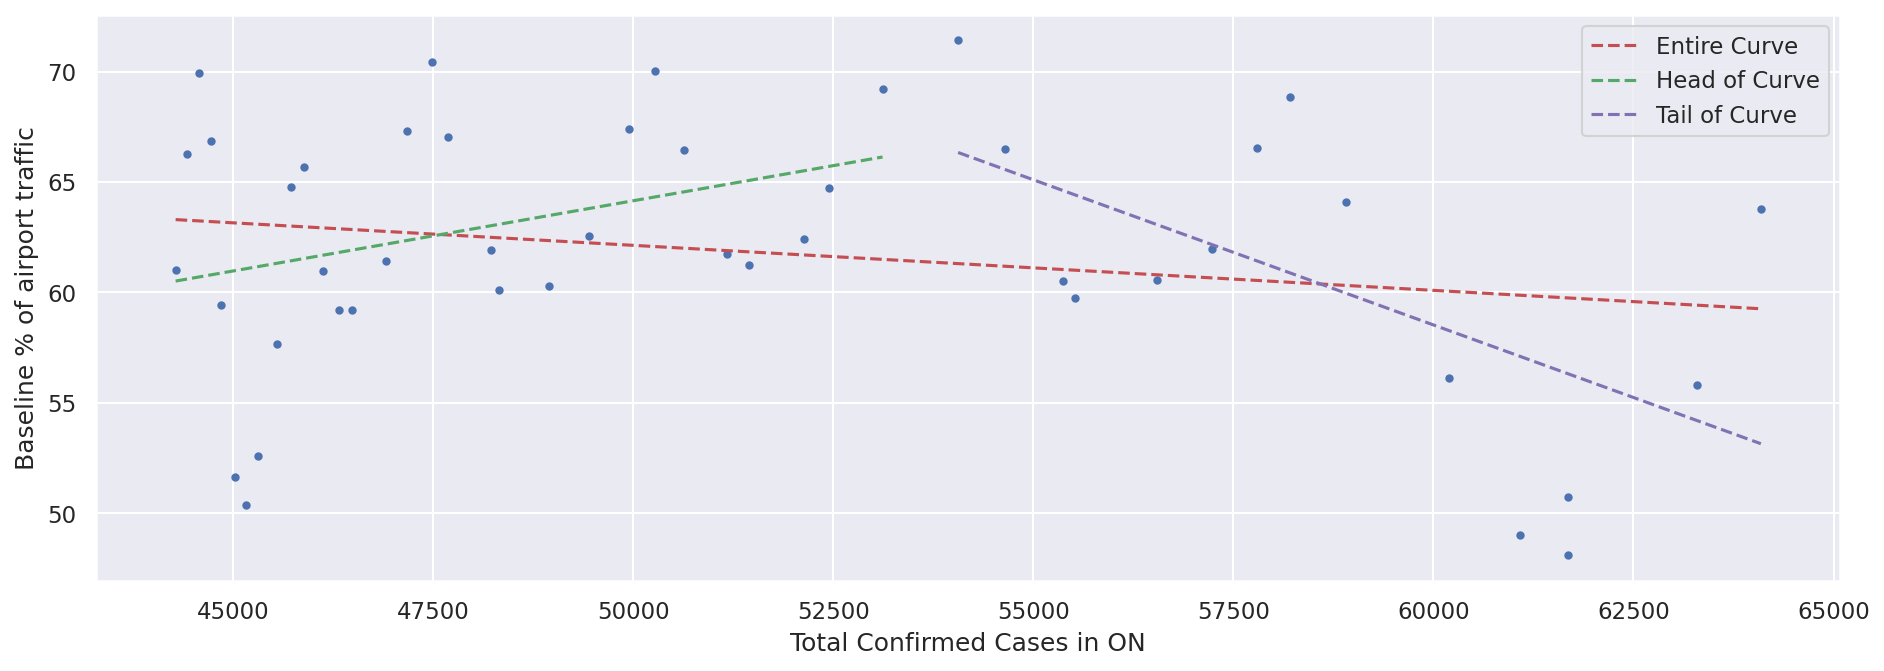 Entire Curve
Head of Curve
Tail of Curve
Baseline % of airport traffic
70
65
60
55
50
45000 47500 50000 52500 55000 57500 60000 62500 65000
Total Confirmed Cases in ON